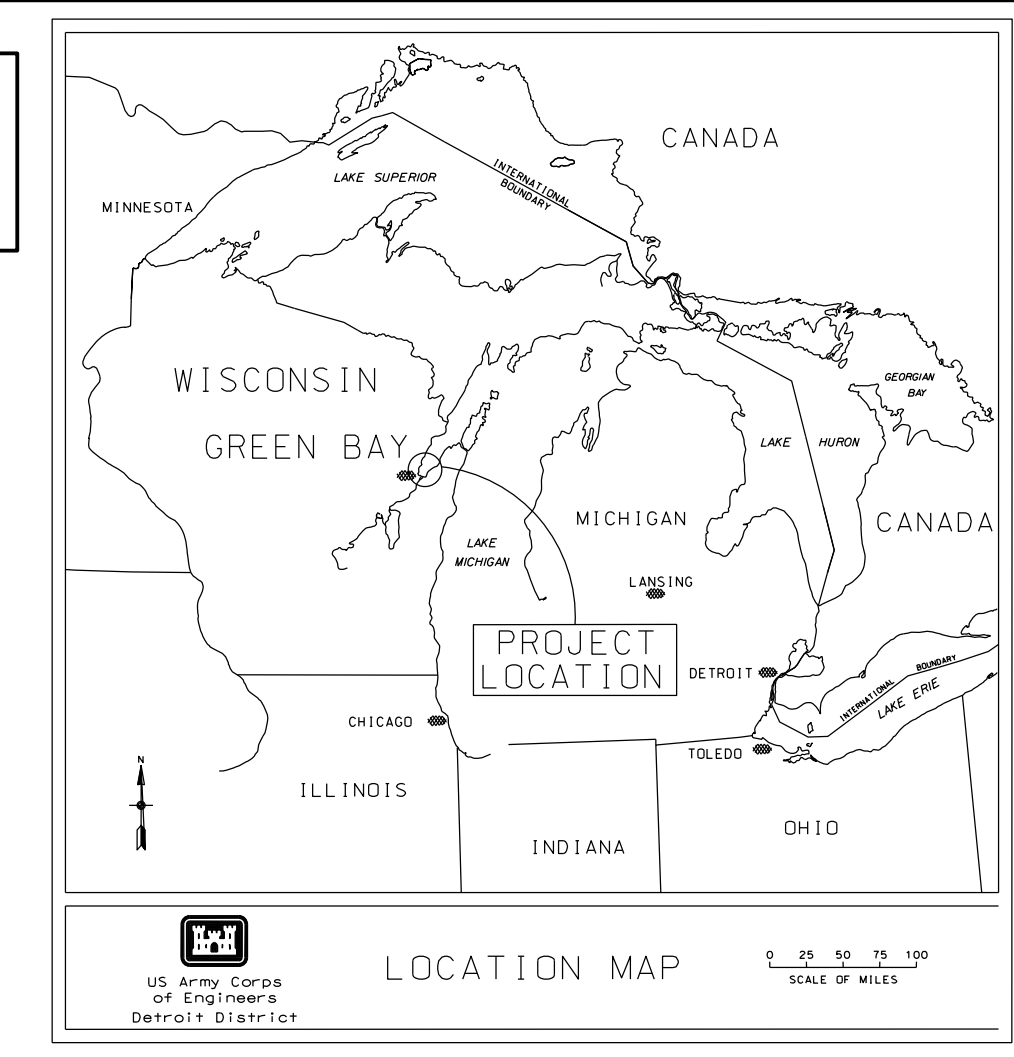 CANADA
INTERNATIONAL
BOUNDARY
LAKE SUPERIOR
MINNESOTA
WISCONSIN
GEORGIAN
BAY
GREEN BAY
LAKE HURON
MICHIGAN
CANADA
LAKE
MICHIGAN
LANSING
PROJECT
LOCATION
DETROIT
INTERNATIONAL BOUNDARY
LAKE ERIE
CHICAGO
TOLEDO
N
ILLINOIS
OHIO
INDIANA
US Army Corps
of Engineers
Detroit District
LOCATION MAP
0 25 50 75 100
SCALE OF MILES